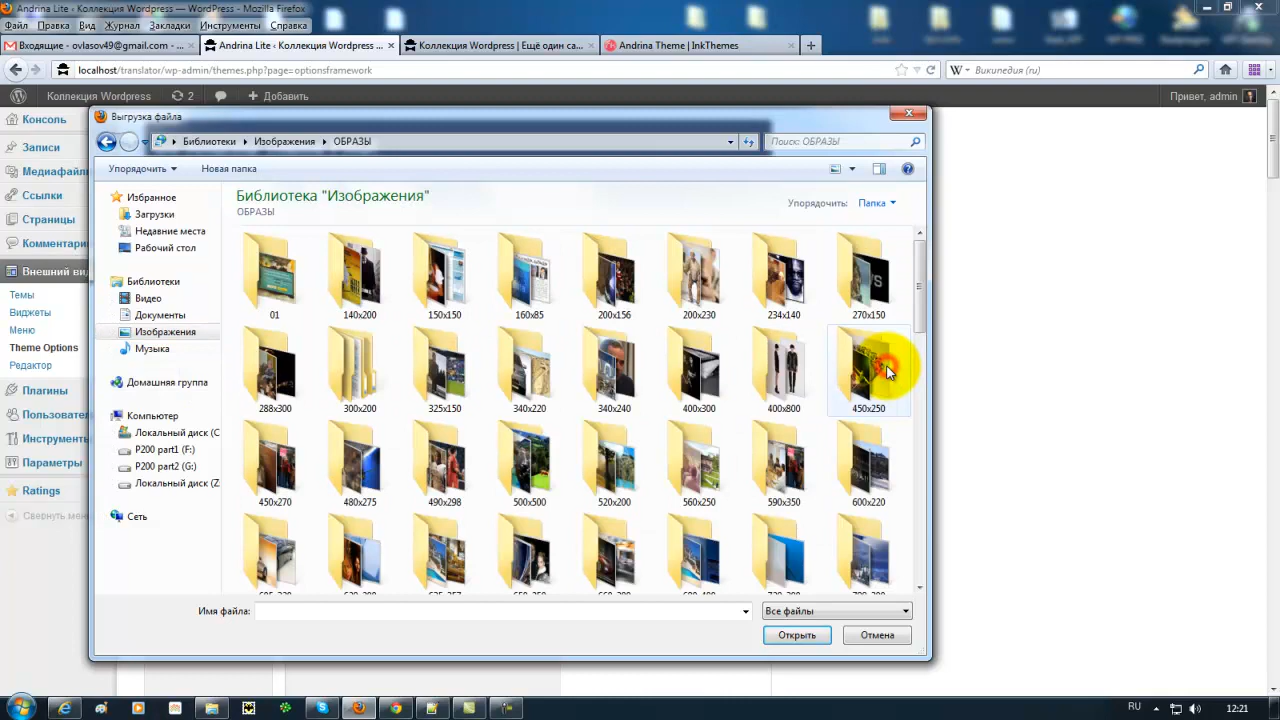 Andrina Lite ‹ Коллекция Wordpress — WordPress - Mozilla Firefox
Файл Правка Вид Журнал Закладки Инструменты Справка
Входящие - ovlasov49@gmail.com - ...
Andrina Lite ‹ Коллекция Wordpress ...
Коллекция Wordpress | Ещё один са...
Andrina Theme | InkThemes
localhost/translator/wp-admin/themes.php?page=optionsframework
Википедия (ru)
Коллекция Wordpress
2
Добавить
Привет, admin
Консоль
Записи
Медиафайлы
Ссылки
Страницы
Комментари
Внешний вид
Темы
Виджеты
Меню
Theme Options
Редактор
Плагины
Пользовател
Инструменты
Параметры
Ratings
Свернуть мен
Выгрузка файла
Библиотеки
Изображения
ОБРАЗЫ
Поиск: ОБРАЗЫ
Упорядочить
Новая папка
Избранное
Загрузки
Недавние места
Рабочий стол
Библиотеки
Видео
Документы
Изображения
Музыка
Домашняя группа
Компьютер
Локальный диск (C
P200 part1 (F:)
P200 part2 (G:)
Локальный диск (Z
Сеть
Библиотека "Изображения"
ОБРАЗЫ
Упорядочить: Папка
01 140x200 150x150 160x85 200x156 200x230 234x140 270x150
288x300 300x200 325x150 340x220 340x240 400x300 400x800 450x250
450x270 480x275 490x298 500x500 520x200 560x250 590x350 600x220
Имя файла:
Все файлы
Открыть
Отмена
RU
12:21